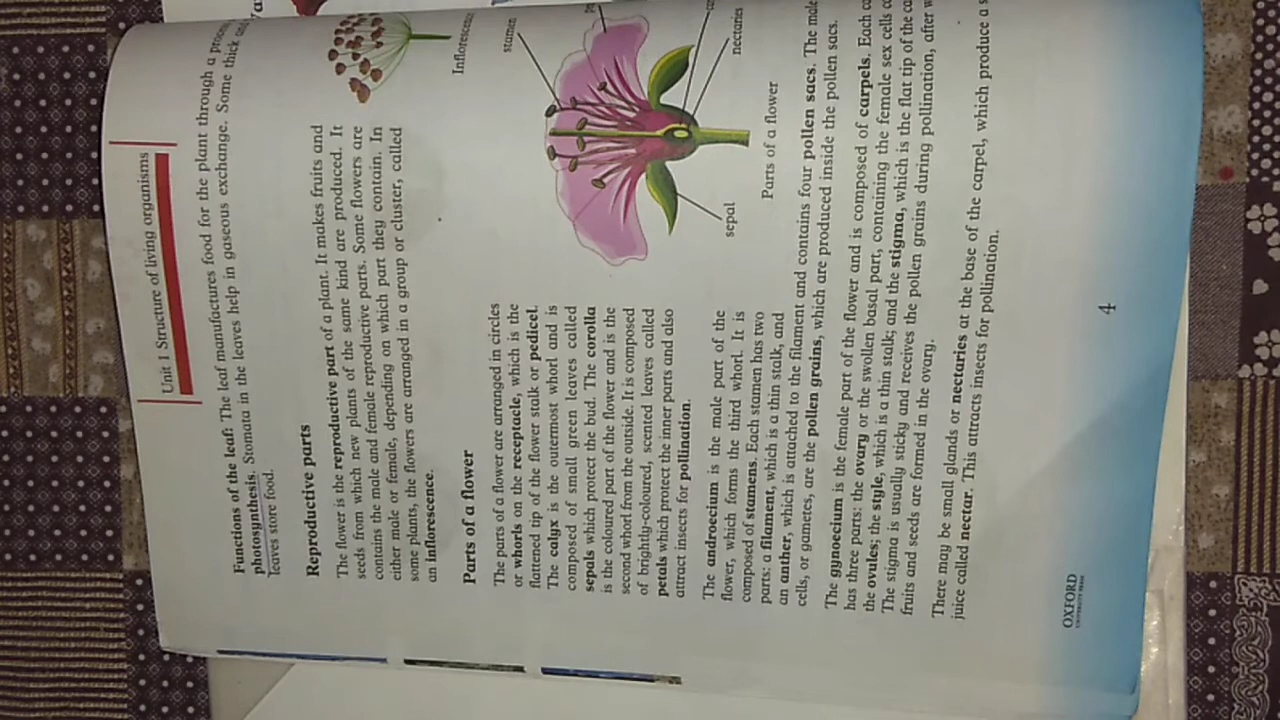 Unit 1 Structure of living organisms
Functions of the leaf: The leaf manufactures food for the plant through a
photosynthesis. Stomata in the leaves help in gaseous exchange. Some thick
leaves store food.
Reproductive parts
The flower is the reproductive part of a plant. It makes fruits and
seeds from which new plants of the same kind are produced. It
contains the male and female reproductive parts. Some flowers are
either male or female, depending on which part they contain. In
some plants, the flowers are arranged in a group or cluster, called
an inflorescence.
Inflorescence
Parts of a flower
The parts of a flower are arranged in circles
or whorls on the receptacle, which is the
flattened tip of the flower stalk or pedicel.
The calyx is the outermost whorl and is
composed of small green leaves called
sepals which protect the bud. The corolla
is the coloured part of the flower and is the
second whorl from the outside. It is composed
of brightly-coloured, scented leaves called
petals which protect the inner parts and also
attract insects for pollination.
stamen
nectaries
sepal
Parts of a flower
The androecium is the male part of the
flower, which forms the third whorl. It is
composed of stamens. Each stamen has two
parts: a filament, which is a thin stalk, and
an anther, which is attached to the filament and contains four pollen sacs. The male
cells, or gametes, are the pollen grains, which are produced inside the pollen sacs.
The gynoecium is the female part of the flower and is composed of carpels. Each
has three parts: the ovary or the swollen basal part, containing the female sex cells
the ovules; the style, which is a thin stalk; and the stigma, which is the flat tip of the
The stigma is usually sticky and receives the pollen grains during pollination, after
fruits and seeds are formed in the ovary.
There may be small glands or nectaries at the base of the carpel, which produce a
juice called nectar. This attracts insects for pollination.
OXFORD
UNIVERSITY PRESS
4